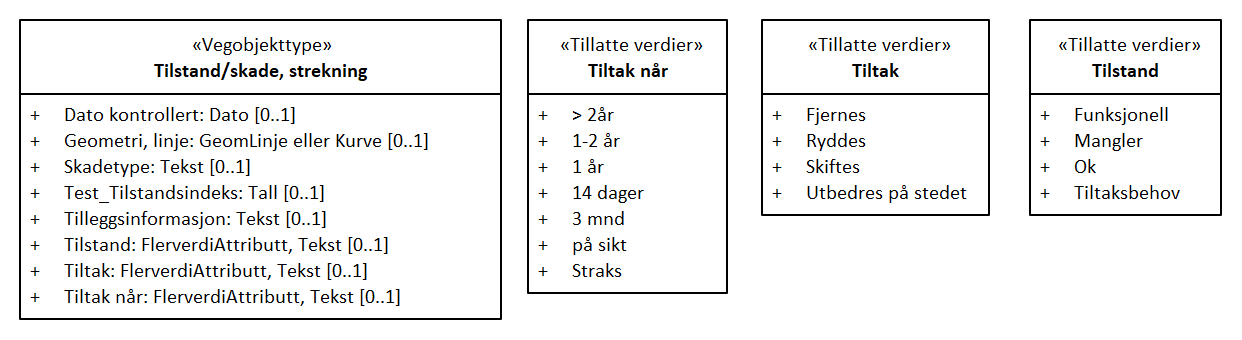 «Vegobjekttype»
Tilstand/skade, strekning
+ Dato kontrollert: Dato [0..1]
+ Geometri, linje: GeomLinje eller Kurve [0..1]
+ Skadetype: Tekst [0..1]
+ Test_Tilstandsindeks: Tall [0..1]
+ Tilleggsinformasjon: Tekst [0..1]
+ Tilstand: FlerverdiAttributt, Tekst [0..1]
+ Tiltak: FlerverdiAttributt, Tekst [0..1]
+ Tiltak når: FlerverdiAttributt, Tekst [0..1]
«Tillatte verdier»
Tiltak når
+ > 2år
+ 1-2 år
+ 1 år
+ 14 dager
+ 3 mnd
+ på sikt
+ Straks
«Tillatte verdier»
Tiltak
+ Fjernes
+ Ryddes
+ Skiftes
+ Utbedres på stedet
«Tillatte verdier»
Tilstand
+ Funksjonell
+ Mangler
+ Ok
+ Tiltaksbehov